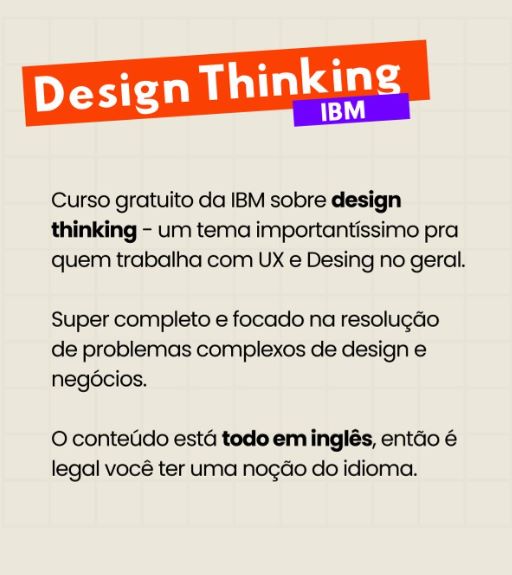 Design Thinking
IBM
Curso gratuito da IBM sobre design
thinking - um tema importantíssimo pra
quem trabalha com UX e Desing no geral.
Super completo e focado na resolução
de problemas complexos de design e
negócios.
O conteúdo está todo em inglês, então é
legal você ter uma noção do idioma.